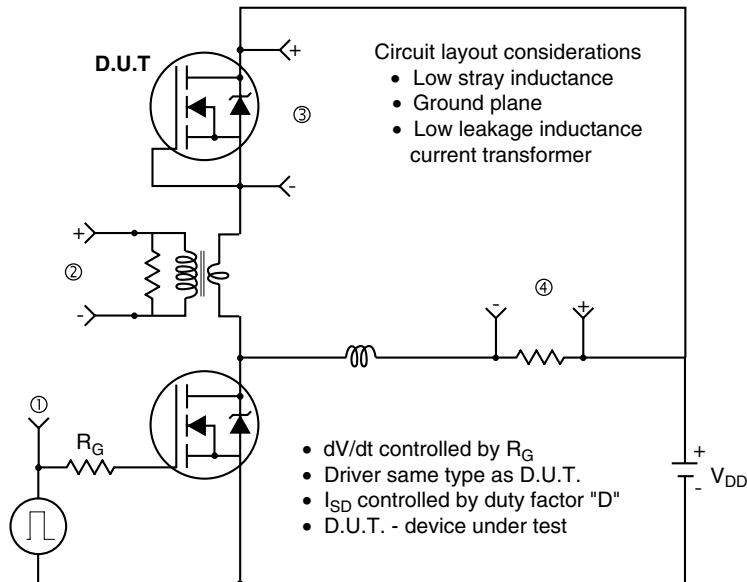 D.U.T
+
③
-
Circuit layout considerations
• Low stray inductance
• Ground plane
• Low leakage inductance
current transformer
+
②
-
④
-
+
①
R_G
• dV/dt controlled by R_G
• Driver same type as D.U.T.
• I_SD controlled by duty factor "D"
• D.U.T. - device under test
+
V_DD
-